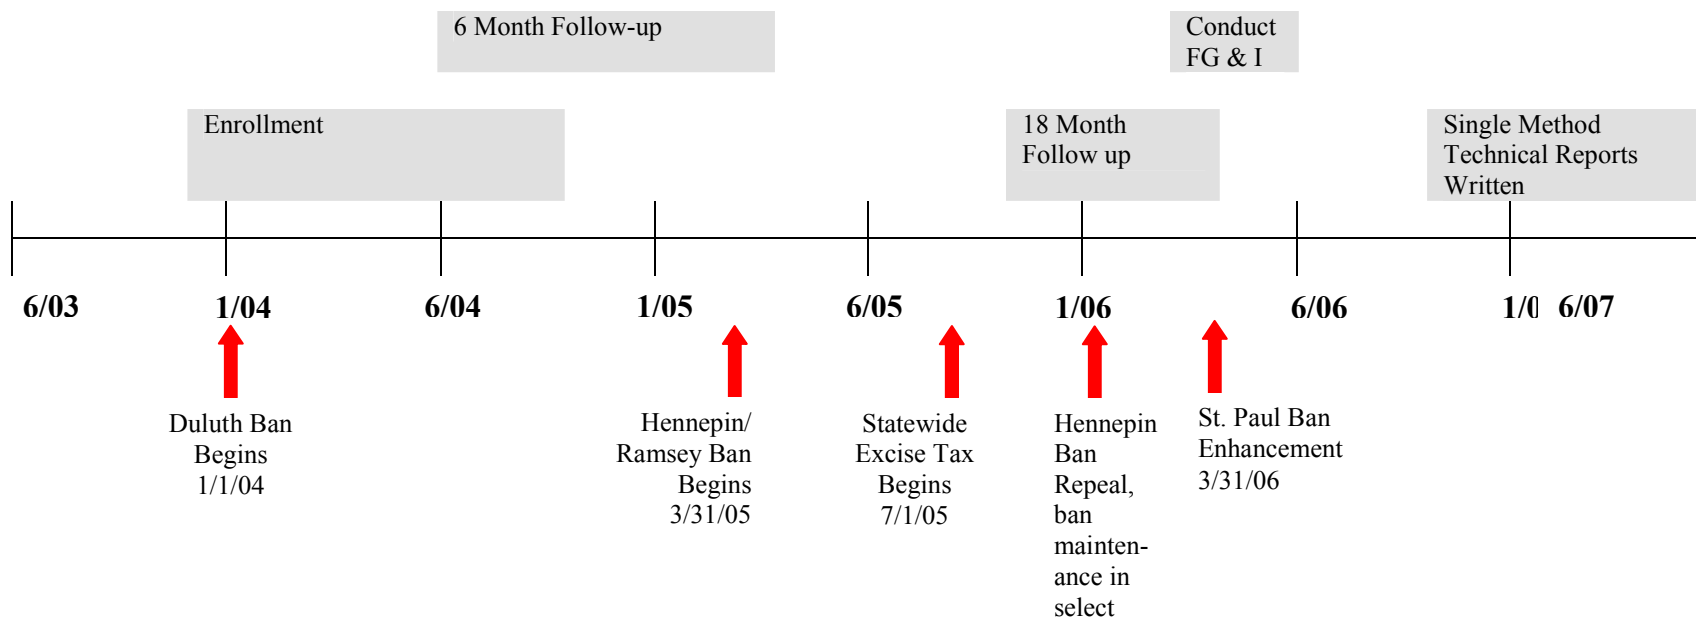 6 Month Follow-up
Conduct
FG & I
Enrollment
18 Month
Follow up
Single Method
Technical Reports
Written
6/03 1/04 6/04 1/05 6/05 1/06 6/06 1/0 6/07
Duluth Ban
Begins
1/1/04
Hennepin/
Ramsey Ban
Begins
3/31/05
Statewide
Excise Tax
Begins
7/1/05
Hennepin
Ban
Repeal,
ban
mainten-
ance in
select
St. Paul Ban
Enhancement
3/31/06